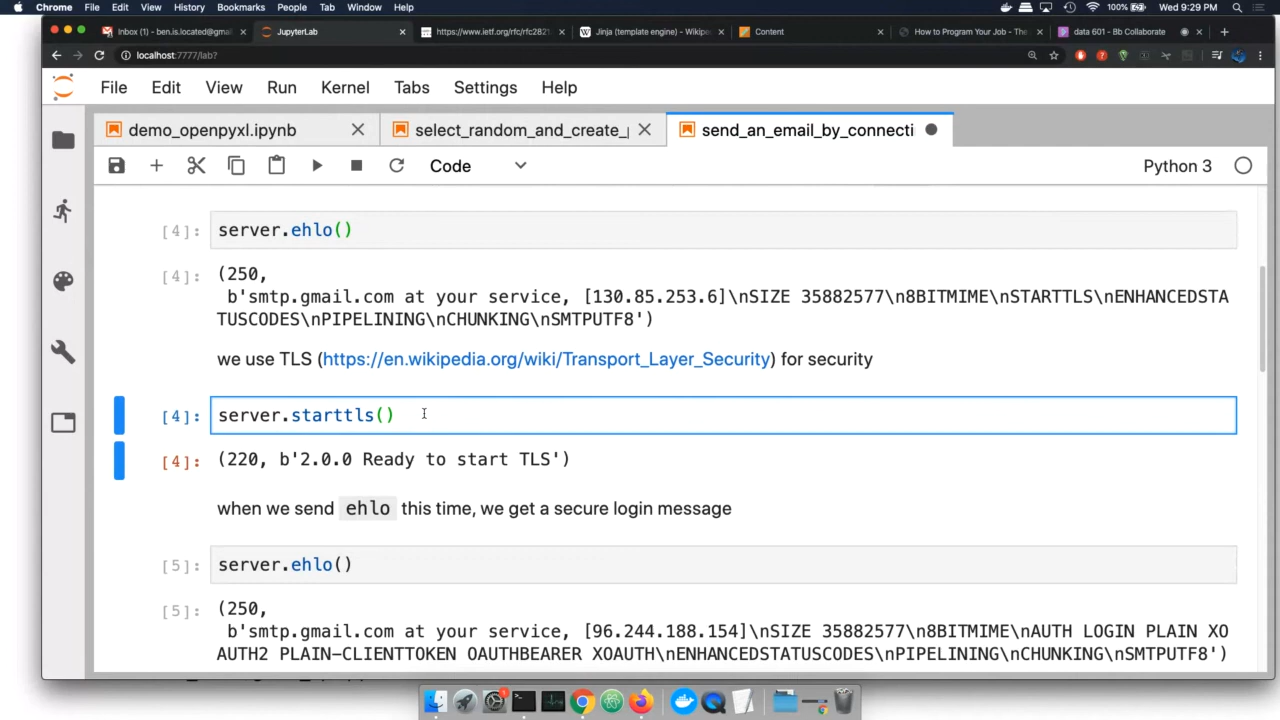 Chrome File Edit View History Bookmarks People Tab Window Help 100% Wed 9:29 PM
Inbox (1) - ben.is.located@gmai
JupyterLab
https://www.ietf.org/rfc/rfc2821
Jinja (template engine) - Wikipe
Content
How to Program Your Job - The
data 601 - Bb Collaborate
localhost:7777/lab?
File Edit View Run Kernel Tabs Settings Help
demo_openpyxl.ipynb
select_random_and_create_
send_an_email_by_connecti
Code
Python 3
[4]: server.ehlo()
[4]: (250,
b'smtp.gmail.com at your service, [130.85.253.6]\nSIZE 35882577\n8BITMIME\nSTARTTLS\nENHANCEDSTA
TUSCODES\nPIPELINING\nCHUNKING\nSMTPUTF8')
we use TLS (https://en.wikipedia.org/wiki/Transport_Layer_Security) for security
[4]: server.starttls()
[4]: (220, b'2.0.0 Ready to start TLS')
when we send ehlo this time, we get a secure login message
[5]: server.ehlo()
[5]: (250,
b'smtp.gmail.com at your service, [96.244.188.154]\nSIZE 35882577\n8BITMIME\nAUTH LOGIN PLAIN XO
AUTH2 PLAIN-CLIENTTOKEN OAUTHBEARER XOAUTH\nENHANCEDSTATUSCODES\nPIPELINING\nCHUNKING\nSMTPUTF8')